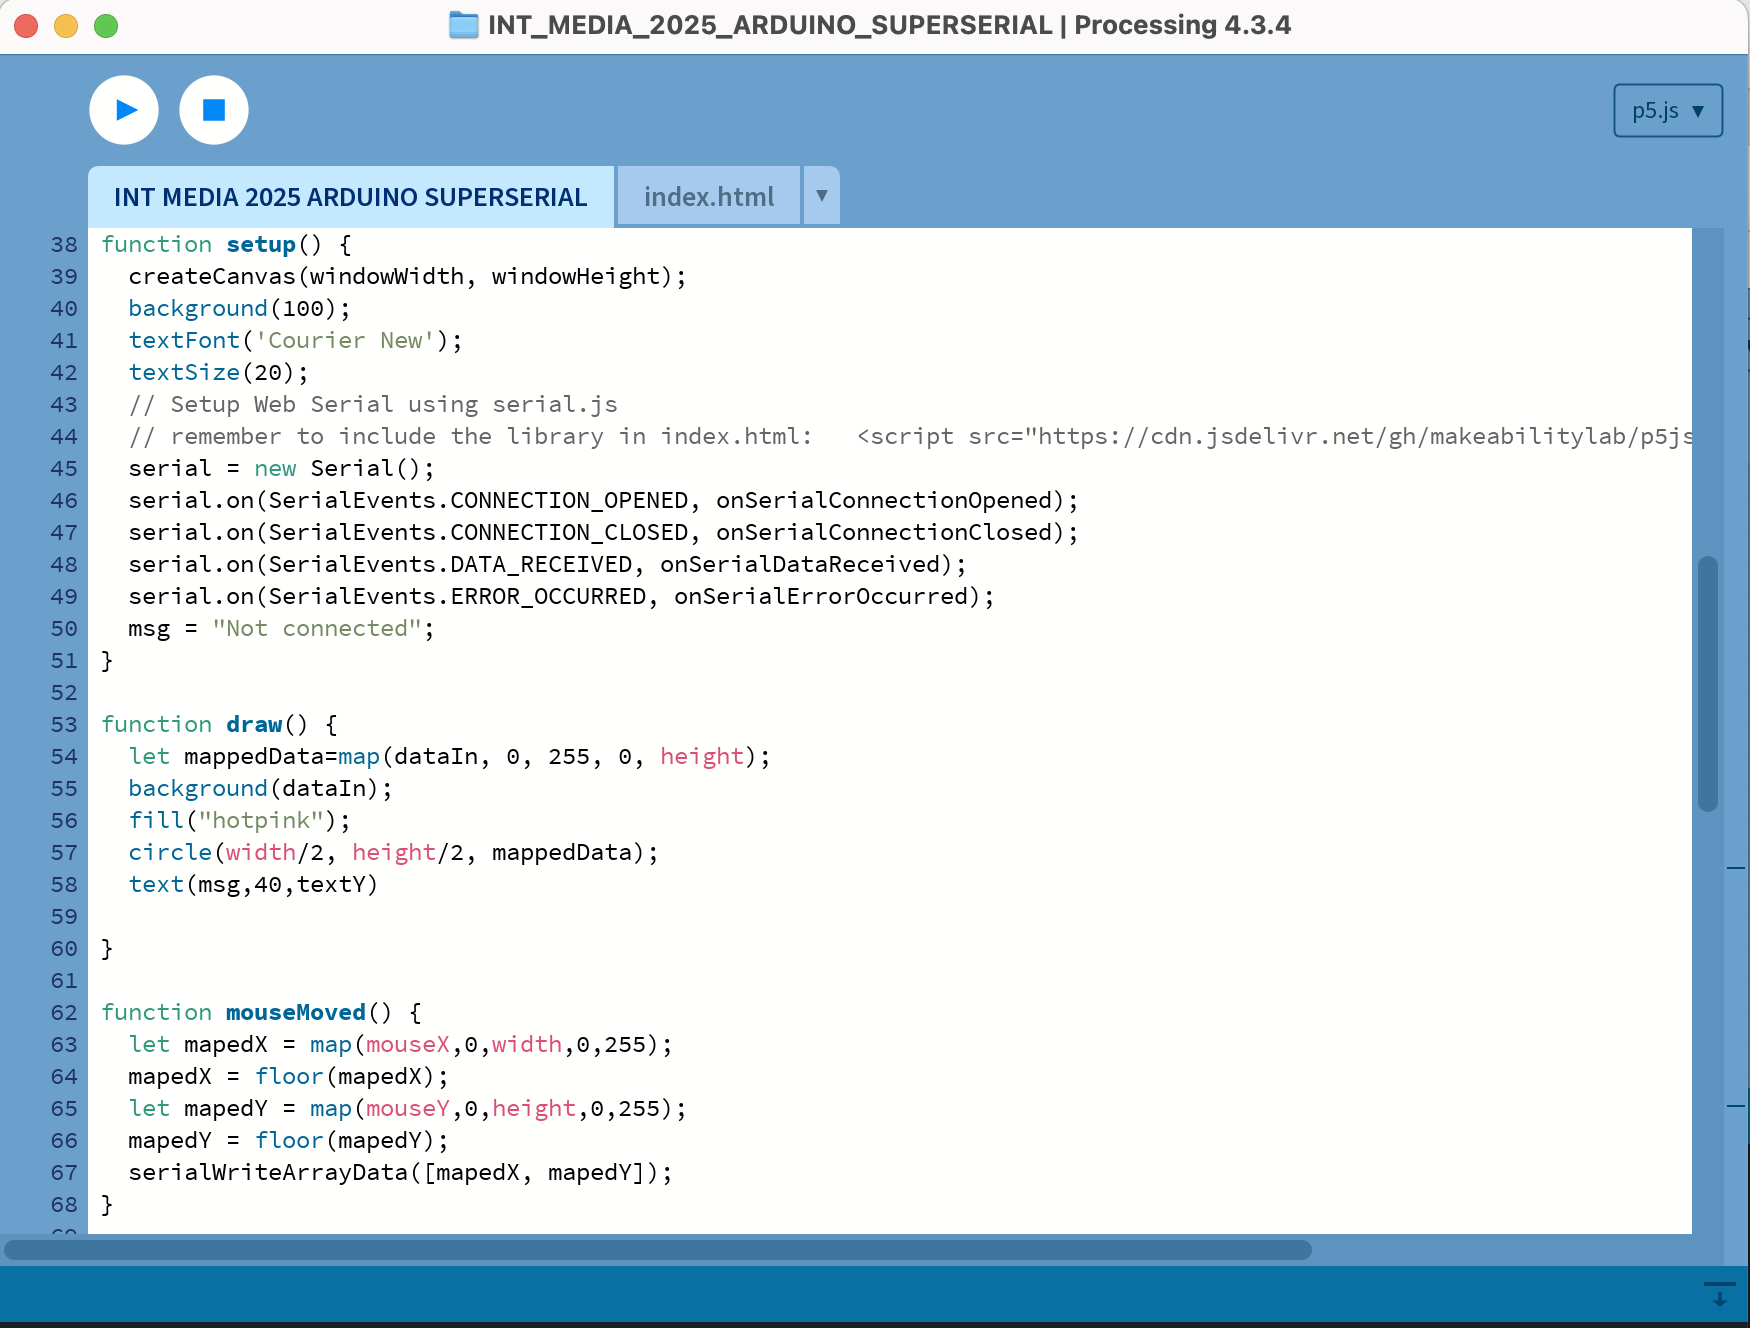 INT_MEDIA_2025_ARDUINO_SUPERSERIAL | Processing 4.3.4
p5.js ▼
INT MEDIA 2025 ARDUINO SUPERSERIAL index.html ▼
38 function setup() {
39   createCanvas(windowWidth, windowHeight);
40   background(100);
41   textFont('Courier New');
42   textSize(20);
43   // Setup Web Serial using serial.js
44   // remember to include the library in index.html:   <script src="https://cdn.jsdelivr.net/gh/makeabilitylab/p5js
45   serial = new Serial();
46   serial.on(SerialEvents.CONNECTION_OPENED, onSerialConnectionOpened);
47   serial.on(SerialEvents.CONNECTION_CLOSED, onSerialConnectionClosed);
48   serial.on(SerialEvents.DATA_RECEIVED, onSerialDataReceived);
49   serial.on(SerialEvents.ERROR_OCCURRED, onSerialErrorOccurred);
50   msg = "Not connected";
51 }
52
53 function draw() {
54   let mappedData=map(dataIn, 0, 255, 0, height);
55   background(dataIn);
56   fill("hotpink");
57   circle(width/2, height/2, mappedData);
58   text(msg,40,textY)
59
60 }
61
62 function mouseMoved() {
63   let mapedX = map(mouseX,0,width,0,255);
64   mapedX = floor(mapedX);
65   let mapedY = map(mouseY,0,height,0,255);
66   mapedY = floor(mapedY);
67   serialWriteArrayData([mapedX, mapedY]);
68 }